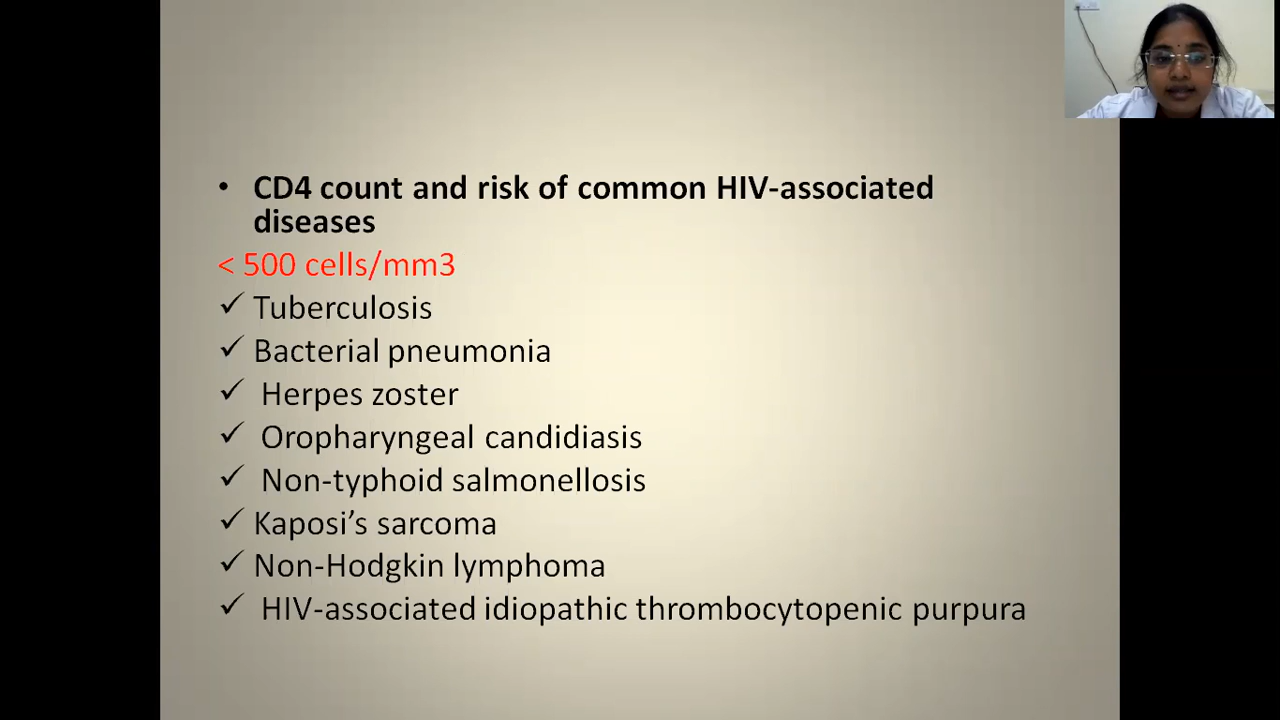 • CD4 count and risk of common HIV-associated
diseases
< 500 cells/mm3
✓ Tuberculosis
✓ Bacterial pneumonia
✓ Herpes zoster
✓ Oropharyngeal candidiasis
✓ Non-typhoid salmonellosis
✓ Kaposi’s sarcoma
✓ Non-Hodgkin lymphoma
✓ HIV-associated idiopathic thrombocytopenic purpura